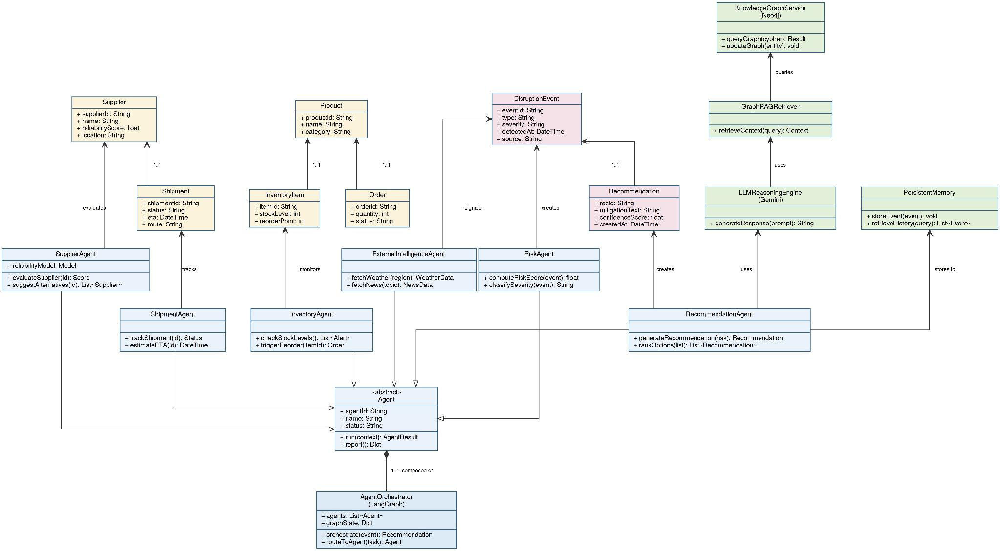 KnowledgeGraphService
(Neo4j)
+ queryGraph(cypher): Result
+ updateGraph(entity): void
queries
Supplier
+ supplierId: String
+ name: String
+ reliabilityScore: float
+ location: String
Product
+ productId: String
+ name: String
+ category: String
DisruptionEvent
+ eventId: String
+ type: String
+ severity: String
+ detectedAt: DateTime
+ source: String
GraphRAGRetriever
+ retrieveContext(query): Context
*..1
*..1
*..1
*..1
uses
Shipment
+ shipmentId: String
+ status: String
+ eta: DateTime
+ route: String
InventoryItem
+ itemId: String
+ stockLevel: int
+ reorderPoint: int
Order
+ orderId: String
+ quantity: int
+ status: String
Recommendation
+ recId: String
+ mitigationText: String
+ confidenceScore: float
+ createdAt: DateTime
LLMReasoningEngine
(Gemini)
+ generateResponse(prompt): String
PersistentMemory
+ storeEvent(event): void
+ retrieveHistory(query): List~Event~
evaluates
signals
creates
SupplierAgent
+ reliabilityModel: Model
+ evaluateSupplier(id): Score
+ suggestAlternatives(id): List~Supplier~
ExternalIntelligenceAgent
+ fetchWeather(region): WeatherData
+ fetchNews(topic): NewsData
RiskAgent
+ computeRiskScore(event): float
+ classifySeverity(event): String
tracks
monitors
creates
uses
stores to
ShipmentAgent
+ trackShipment(id): Status
+ estimateETA(id): DateTime
InventoryAgent
+ checkStockLevels(): List~Alert~
+ triggerReorder(itemId): Order
RecommendationAgent
+ generateRecommendation(risk): Recommendation
+ rankOptions(list): List~Recommendation~
«abstract»
Agent
+ agentId: String
+ name: String
+ status: String
+ run(context): AgentResult
+ report(): Dict
1..* composed of
AgentOrchestrator
(LangGraph)
+ agents: List~Agent~
+ graphState: Dict
+ orchestrate(event): Recommendation
+ routeToAgent(task): Agent